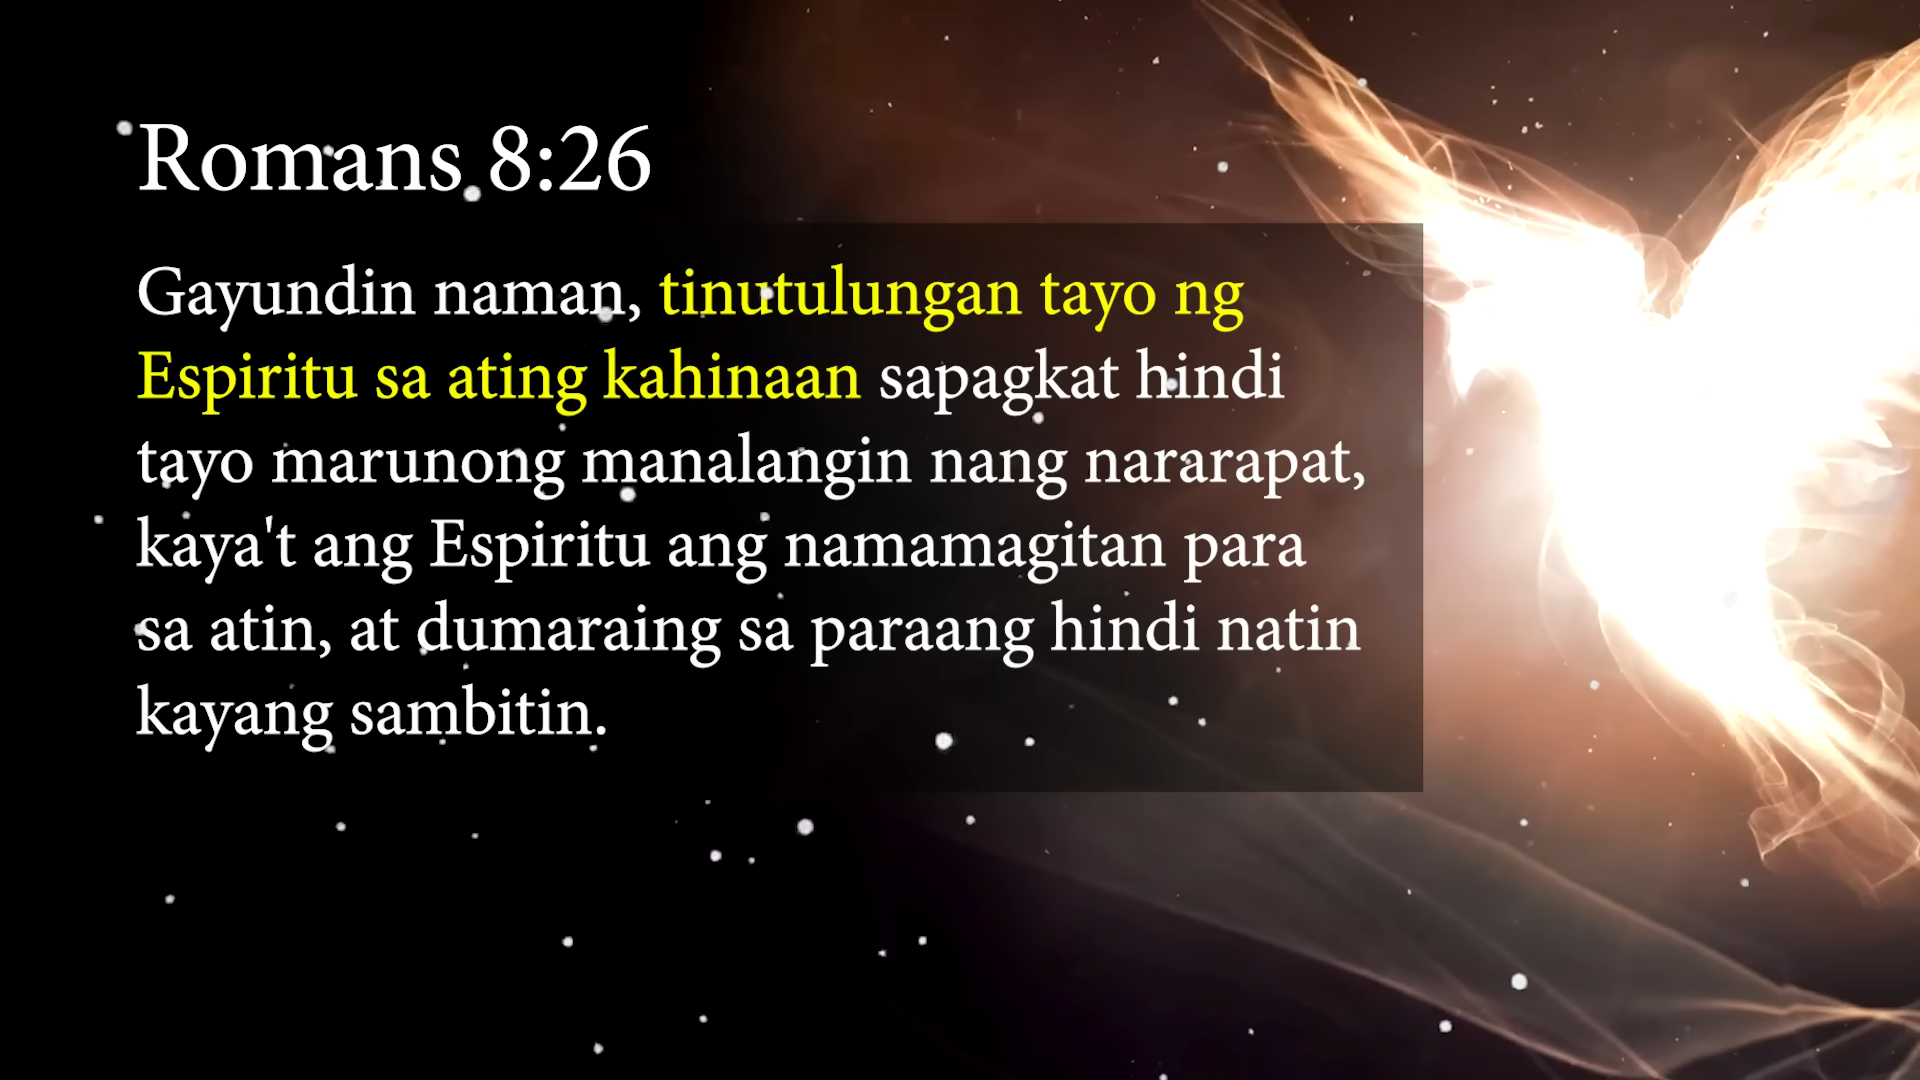 Romans 8:26
Gayundin naman, tinutulungan tayo ng
Espiritu sa ating kahinaan sapagkat hindi
tayo marunong manalangin nang nararapat,
kaya't ang Espiritu ang namamagitan para
sa atin, at dumaraing sa paraang hindi natin
kayang sambitin.